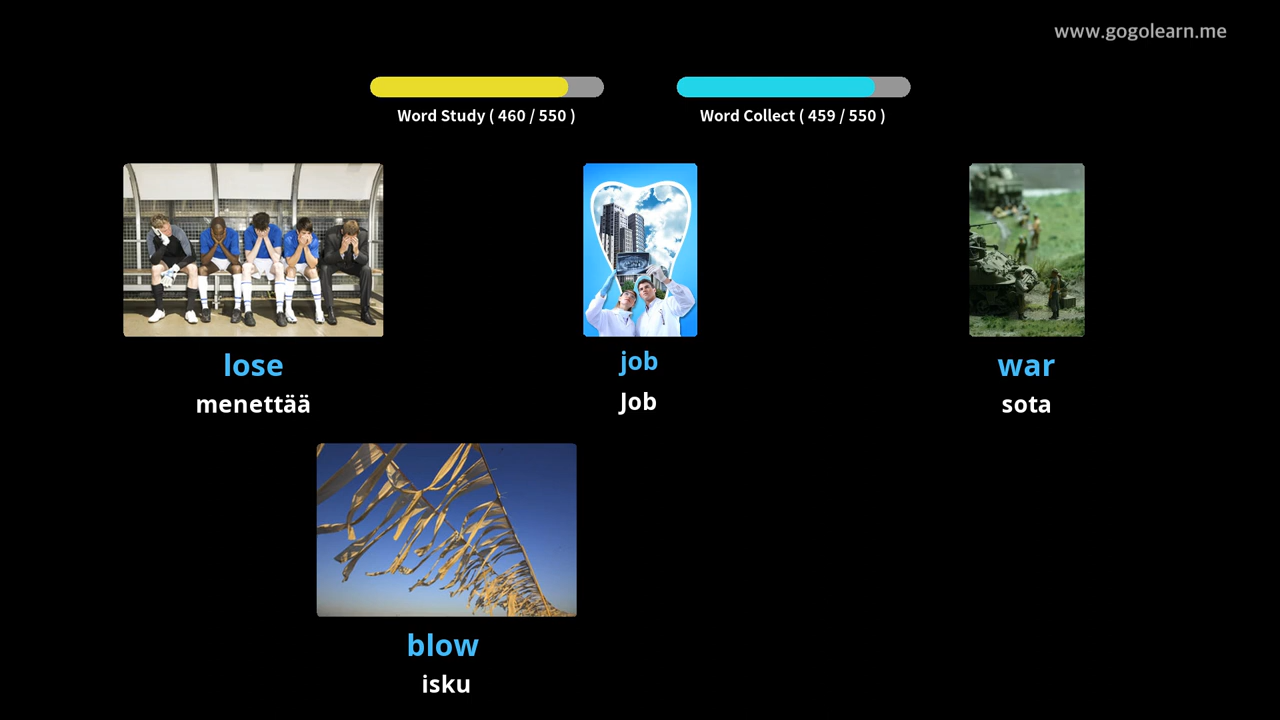 www.gogolearn.me
Word Study ( 460 / 550 )
Word Collect ( 459 / 550 )
lose
menettää
job
Job
war
sota
blow
isku